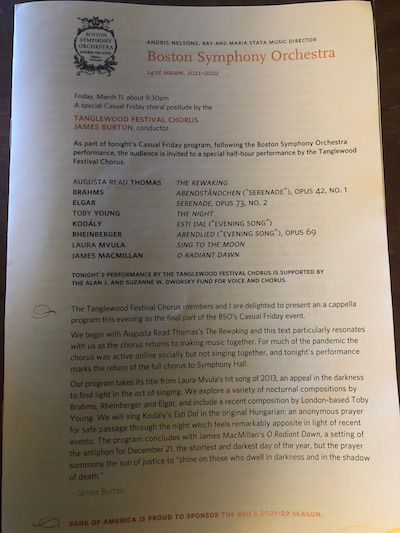 BOSTON
SYMPHONY
ORCHESTRA
ANDRIS NELSONS
ANDRIS NELSONS, RAY AND MARIA STATA MUSIC DIRECTOR
Boston Symphony Orchestra
141st season, 2021–2022
Friday, March 11, about 9:30pm
A special Casual Friday choral postlude by the
TANGLEWOOD FESTIVAL CHORUS
JAMES BURTON, conductor
As part of tonight's Casual Friday program, following the Boston Symphony Orchestra
performance, the audience is invited to a special half-hour performance by the Tanglewood
Festival Chorus.
AUGUSTA READ THOMAS THE REWAKING
BRAHMS ABENDSTÄNDCHEN ("SERENADE"), OPUS 42, NO. 1
ELGAR SERENADE, OPUS 73, NO. 2
TOBY YOUNG THE NIGHT
KODÁLY ESTI DAL ("EVENING SONG")
RHEINBERGER ABENDLIED ("EVENING SONG"), OPUS 69
LAURA MVULA SING TO THE MOON
JAMES MACMILLAN O RADIANT DAWN
TONIGHT'S PERFORMANCE BY THE TANGLEWOOD FESTIVAL CHORUS IS SUPPORTED BY
THE ALAN J. AND SUZANNE W. DWORSKY FUND FOR VOICE AND CHORUS.
The Tanglewood Festival Chorus members and I are delighted to present an a cappella
program this evening as the final part of the BSO's Casual Friday event.
We begin with Augusta Read Thomas's The Rewaking and this text particularly resonates
with us as the chorus returns to making music together. For much of the pandemic the
chorus was active online socially but not singing together, and tonight's performance
marks the return of the full chorus to Symphony Hall.
Our program takes its title from Laura Mvula's hit song of 2013, an appeal in the darkness
to find light in the act of singing. We explore a variety of nocturnal compositions by
Brahms, Rheinberger and Elgar, and include a recent composition by London-based Toby
Young. We will sing Kodály's Esti Dal in the original Hungarian: an anonymous prayer
for safe passage through the night which feels remarkably apposite in light of recent
events. The program concludes with James MacMillan's O Radiant Dawn, a setting of
the antiphon for December 21, the shortest and darkest day of the year, but the prayer
summons the sun of justice to "shine on those who dwell in darkness and in the shadow
of death."
—James Burton
BANK OF AMERICA IS PROUD TO SPONSOR THE BSO'S 2021-22 SEASON.